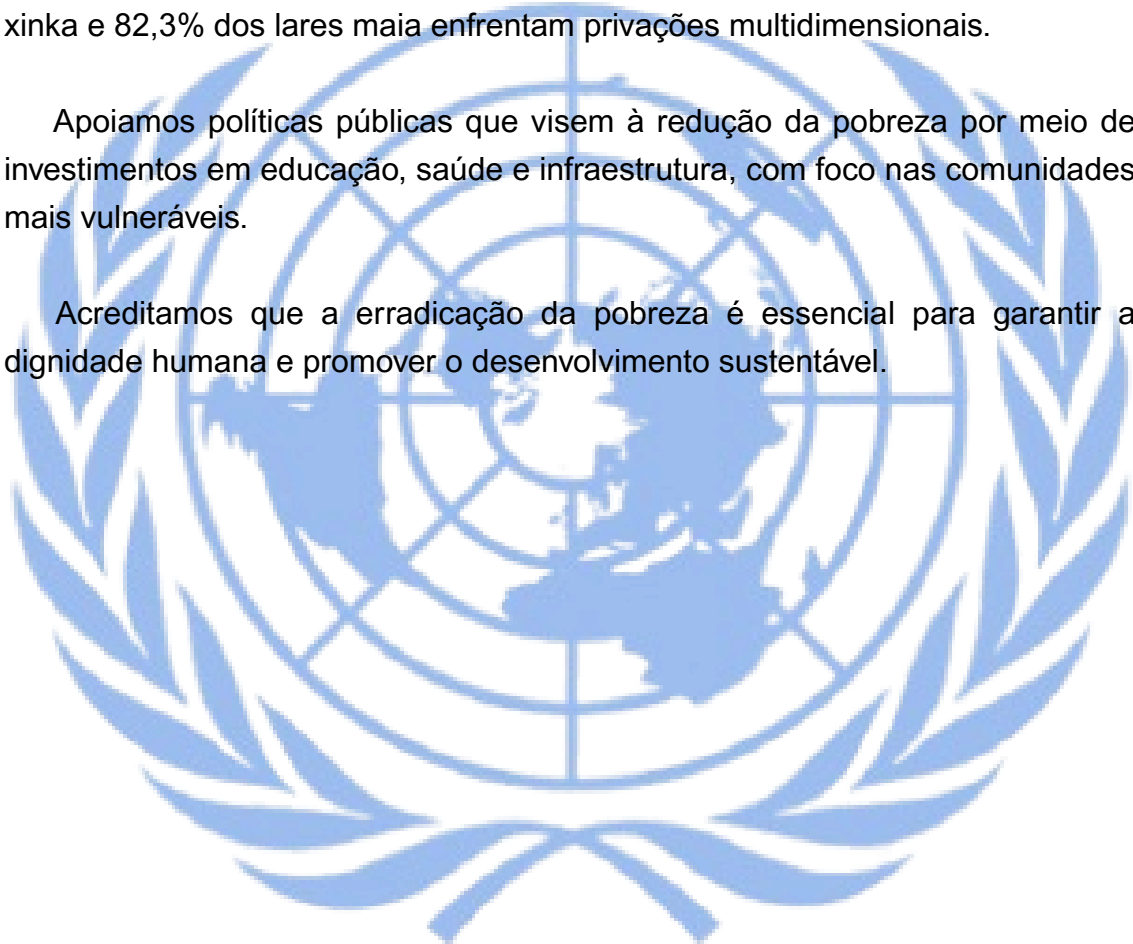 xinka e 82,3% dos lares maia enfrentam privações multidimensionais.
Apoiamos políticas públicas que visem à redução da pobreza por meio de
investimentos em educação, saúde e infraestrutura, com foco nas comunidades
mais vulneráveis.
Acreditamos que a erradicação da pobreza é essencial para garantir a
dignidade humana e promover o desenvolvimento sustentável.